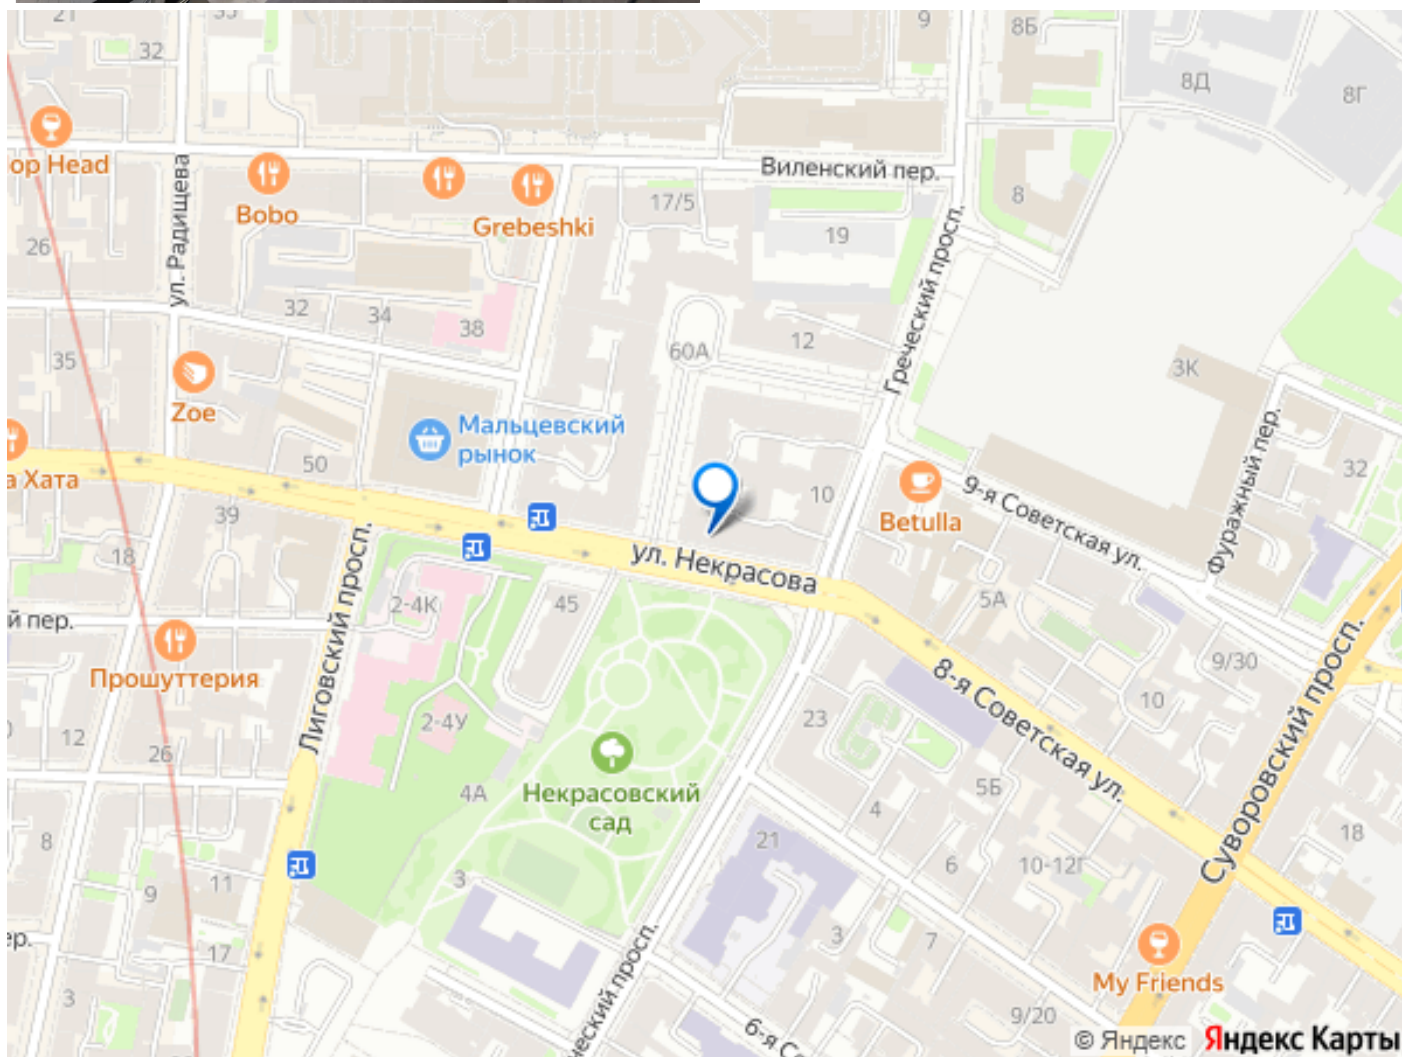 21
32
33
9
8Б
8Д
8Г
op Head
ул. Радищева
Bobo
Grebeshki
17/5
Виленский пер.
19
8
26
32
34
38
60А
12
Греческий просп.
3К
35
Zoe
Мальцевский
рынок
50
а Хата
39
18
10
Betulla
9-я Советская ул.
Фуражный пер.
32
ул. Некрасова
й пер.
2-4К
45
5А
9/30
10
Прошуттерия
Лиговский просп.
2-4У
12
26
4А
Некрасовский
сад
23
8-я Советская ул.
5Б
4
Суворовский просп.
18
8
9
11
3
21
6
10-12Г
17
ер.
3
7
3
My Friends
ческий просп.
6-я Со
9/20
© Яндекс Яндекс Карты